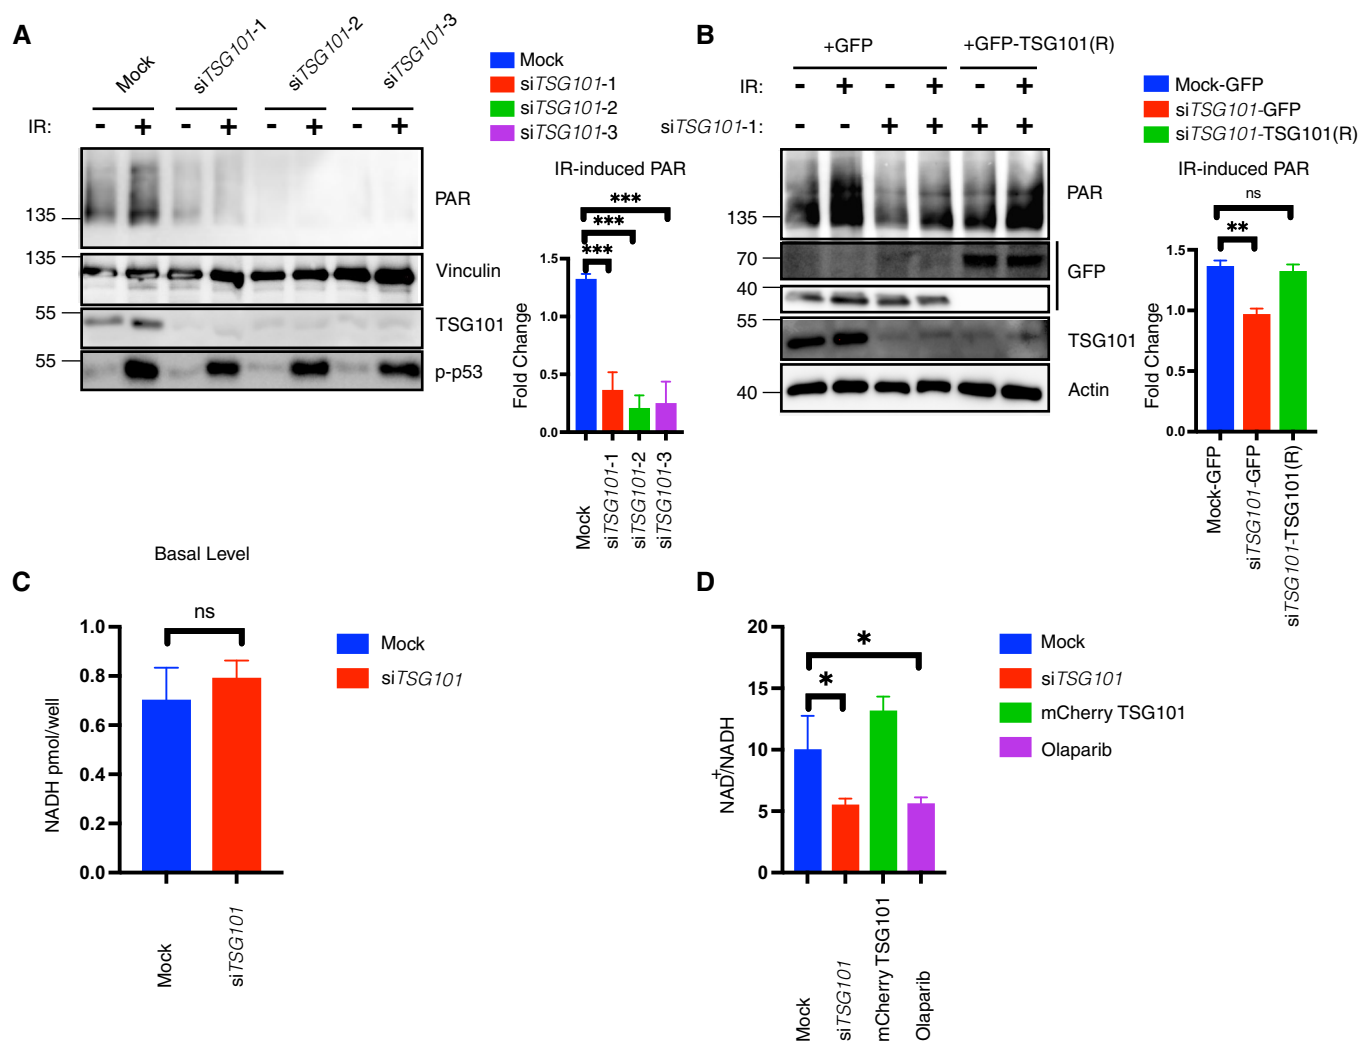 A
Mock
siTSG101-1
siTSG101-2
siTSG101-3
IR: - + - + - + - +
135
PAR
135
Vinculin
55
TSG101
55
p-p53
Mock
siTSG101-1
siTSG101-2
siTSG101-3
IR-induced PAR
***
***
***
Fold Change
1.5
1.0
0.5
0.0
Mock
siTSG101-1
siTSG101-2
siTSG101-3
B
+GFP
+GFP-TSG101(R)
IR: - + - + - +
siTSG101-1: - - + + + +
135
PAR
70
GFP
40
55
TSG101
40
Actin
Mock-GFP
siTSG101-GFP
siTSG101-TSG101(R)
IR-induced PAR
ns
**
Fold Change
1.5
1.0
0.5
0.0
Mock-GFP
siTSG101-GFP
siTSG101-TSG101(R)
C
Basal Level
ns
NADH pmol/well
1.0
0.8
0.6
0.4
0.2
0.0
Mock
siTSG101
Mock
siTSG101
D
*
*
NAD+/NADH
20
15
10
5
0
Mock
siTSG101
mCherry TSG101
Olaparib
Mock
siTSG101
mCherry TSG101
Olaparib